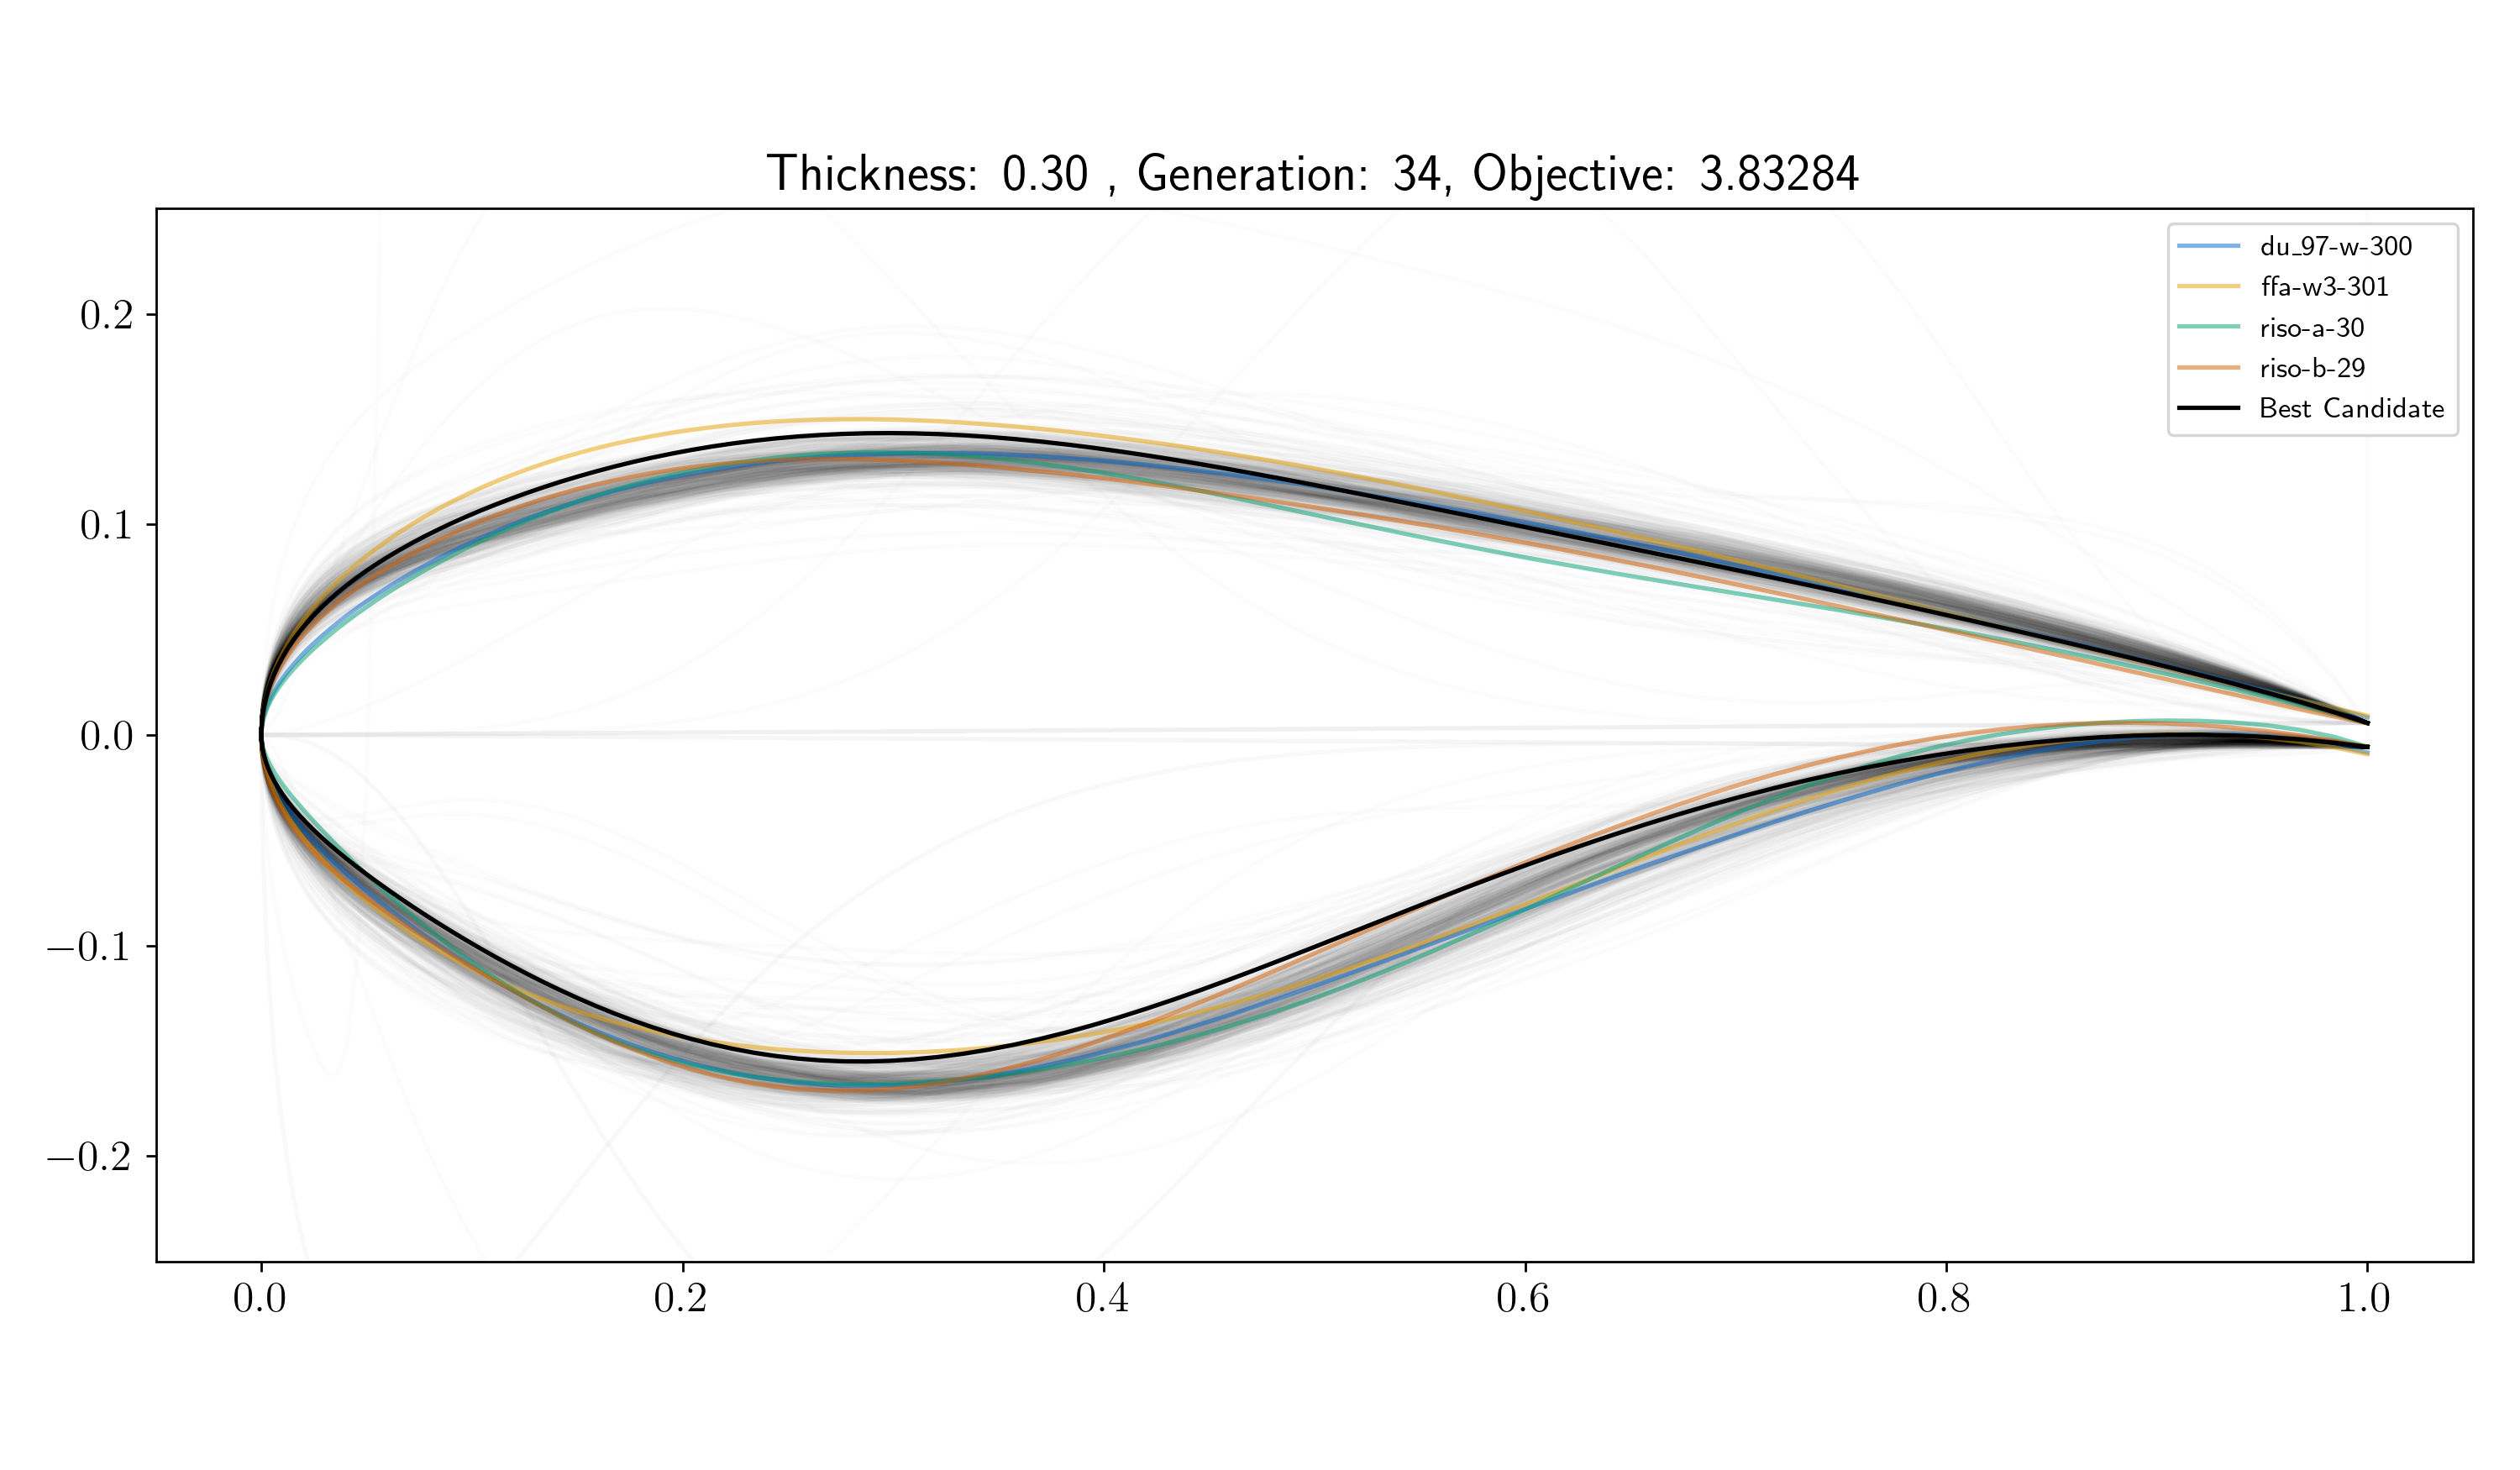 Thickness: 0.30 , Generation: 34, Objective: 3.83284
du_97-w-300
ffa-w3-301
riso-a-30
riso-b-29
Best Candidate
0.2
0.1
0.0
−0.1
−0.2
0.0 0.2 0.4 0.6 0.8 1.0